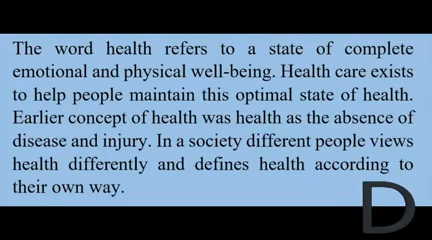 The word health refers to a state of complete
emotional and physical well-being. Health care exists
to help people maintain this optimal state of health.
Earlier concept of health was health as the absence of
disease and injury. In a society different people views
health differently and defines health according to
their own way.
D